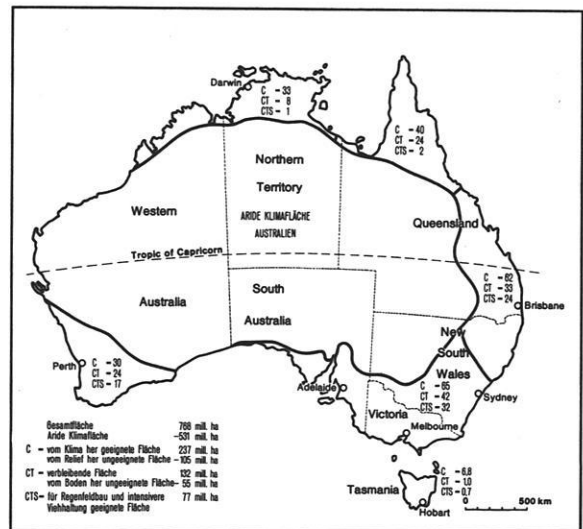 Darwin
C – 33
CT – 8
CTS – 1
C – 40
CT – 24
CTS – 2
Northern
Territory
Western
Queensland
ARIDE KLIMAFLÄCHE
AUSTRALIEN
Tropic of Capricorn
C – 62
CT – 33
CTS – 24
Brisbane
Australia
South
Australia
New
South
Wales
C – 65
CT – 42
CTS – 32
Sydney
Perth
C – 30
CT – 24
CTS – 17
Adelaide
Victoria
Melbourne
Gesamtfläche 768 mill. ha
Aride Klimafläche –531 mill. ha
C – vom Klima her geeignete Fläche 237 mill. ha
vom Relief her ungeeignete Fläche –105 mill. ha
CT – verbleibende Fläche 132 mill. ha
vom Boden her ungeeignete Fläche – 55 mill. ha
CTS – für Regenfeldbau und intensivere 77 mill. ha
Viehhaltung geeignete Fläche
Tasmania
C – 6,8
CT – 1,0
CTS – 0,7
Hobart
0 500 km